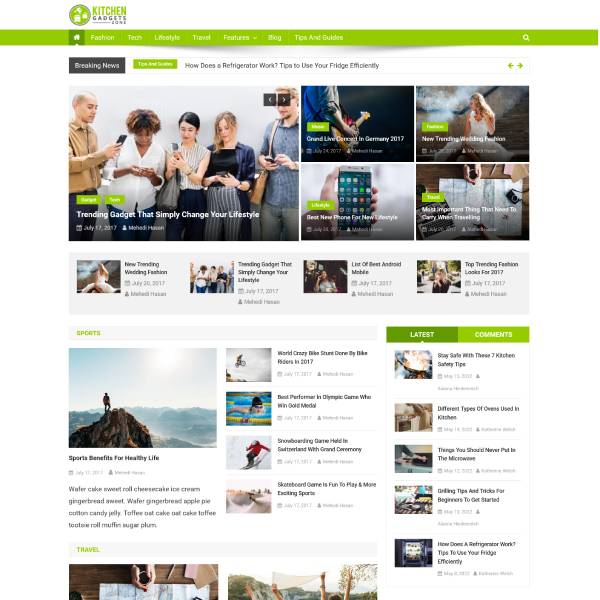 KITCHEN
GADGETS
ZONE
Fashion Tech Lifestyle Travel Features Blog Tips And Guides
Breaking News
Tips And Guides
How Does a Refrigerator Work? Tips to Use Your Fridge Efficiently
Gadget Tech
Trending Gadget That Simply Change Your Lifestyle
July 17, 2017 Mehedi Hasan
Music
Grand Live Concert In Germany 2017
July 24, 2017 Mehedi Hasan
Fashion
New Trending Wedding Fashion
July 20, 2017 Mehedi Hasan
Lifestyle
Best New Phone For New Lifestyle
July 20, 2017 Mehedi Hasan
Travel
Most Important Thing That Need To
Carry When Travelling
July 20, 2017 Mehedi Hasan
New Trending
Wedding Fashion
July 20, 2017
Mehedi Hasan
Trending Gadget That
Simply Change Your
Lifestyle
July 17, 2017
Mehedi Hasan
List Of Best Android
Mobile
July 17, 2017
Mehedi Hasan
Top Trending Fashion
Looks For 2017
July 17, 2017
Mehedi Hasan
SPORTS
Sports Benefits For Healthy Life
July 17, 2017 Mehedi Hasan
Wafer cake sweet roll cheesecake ice cream
gingerbread sweet. Wafer gingerbread apple pie
cotton candy jelly. Toffee oat cake oat cake toffee
tootsie roll muffin sugar plum.
World Crazy Bike Stunt Done By Bike
Riders In 2017
July 17, 2017 Mehedi Hasan
Best Performer In Olympic Game Who
Win Gold Medal
July 17, 2017 Mehedi Hasan
Snowboarding Game Held In
Switzerland With Grand Ceremony
July 17, 2017 Mehedi Hasan
Skateboard Game Is Fun To Play & More
Exciting Sports
July 17, 2017 Mehedi Hasan
TRAVEL
LATEST COMMENTS
Stay Safe With These 7 Kitchen
Safety Tips
May 15, 2022
Alaina Heidenreich
Different Types Of Ovens Used In
Kitchen
May 14, 2022 Katherine Welch
Things You Should Never Put In
The Microwave
May 12, 2022 Katherine Welch
Grilling Tips And Tricks For
Beginners To Get Started
May 10, 2022
Alaina Heidenreich
How Does A Refrigerator Work?
Tips To Use Your Fridge
Efficiently
May 8, 2022 Katherine Welch